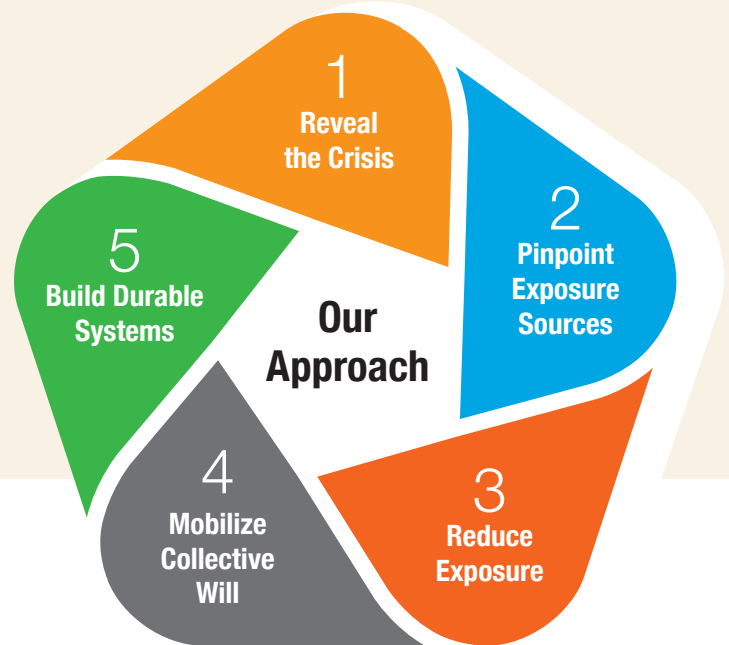 Our
Approach
1
Reveal
the Crisis
2
Pinpoint
Exposure
Sources
3
Reduce
Exposure
4
Mobilize
Collective
Will
5
Build Durable
Systems